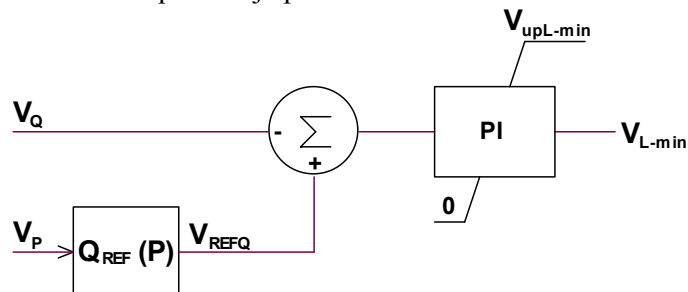 V_upL-min
V_Q
- Σ
+
PI
V_L-min
0
V_P
Q_REF (P)
V_REFQ